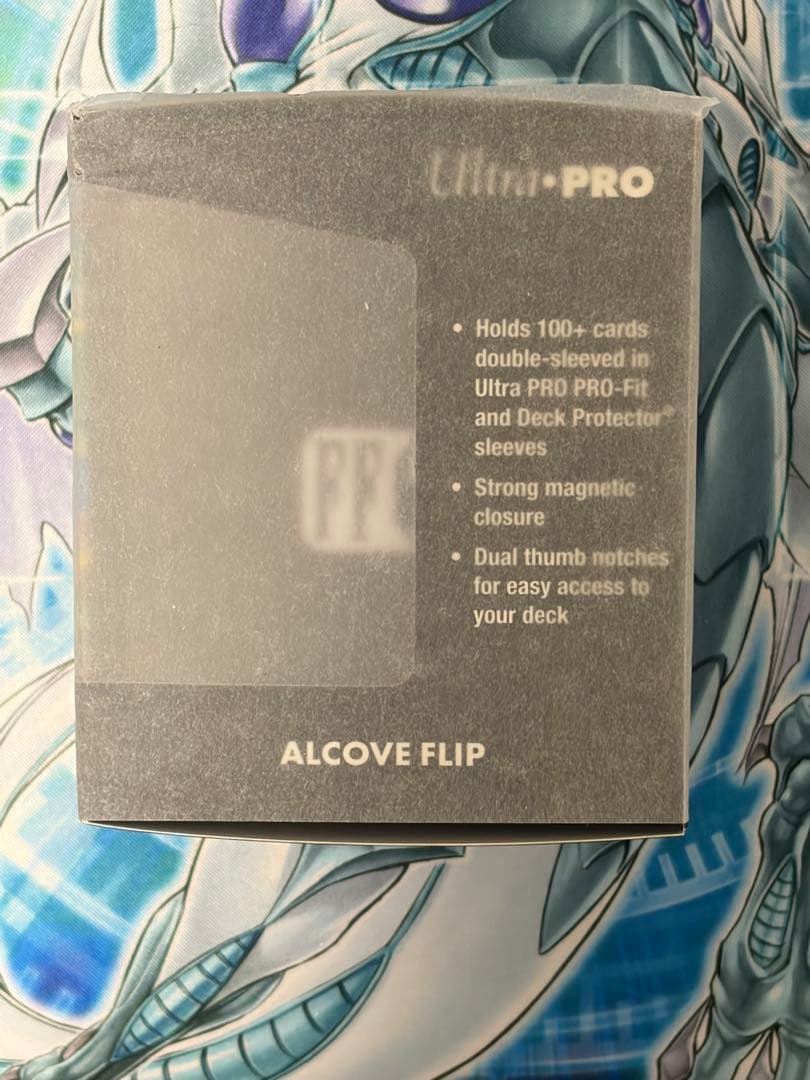 Ultra•PRO
• Holds 100+ cards
double-sleeved in
Ultra PRO PRO-Fit
and Deck Protector®
sleeves
• Strong magnetic
closure
• Dual thumb notches
for easy access to
your deck
ALCOVE FLIP